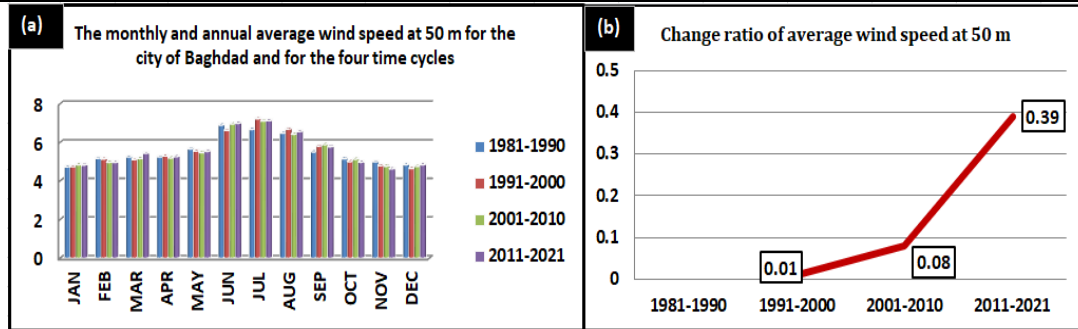 (a)
The monthly and annual average wind speed at 50 m for the
city of Baghdad and for the four time cycles
8
6
4
2
0
JAN
FEB
MAR
APR
MAY
JUN
JUL
AUG
SEP
OCT
NOV
DEC
1981-1990
1991-2000
2001-2010
2011-2021
(b)
Change ratio of average wind speed at 50 m
0.5
0.4
0.3
0.2
0.1
0
0.01
0.08
0.39
1981-1990
1991-2000
2001-2010
2011-2021